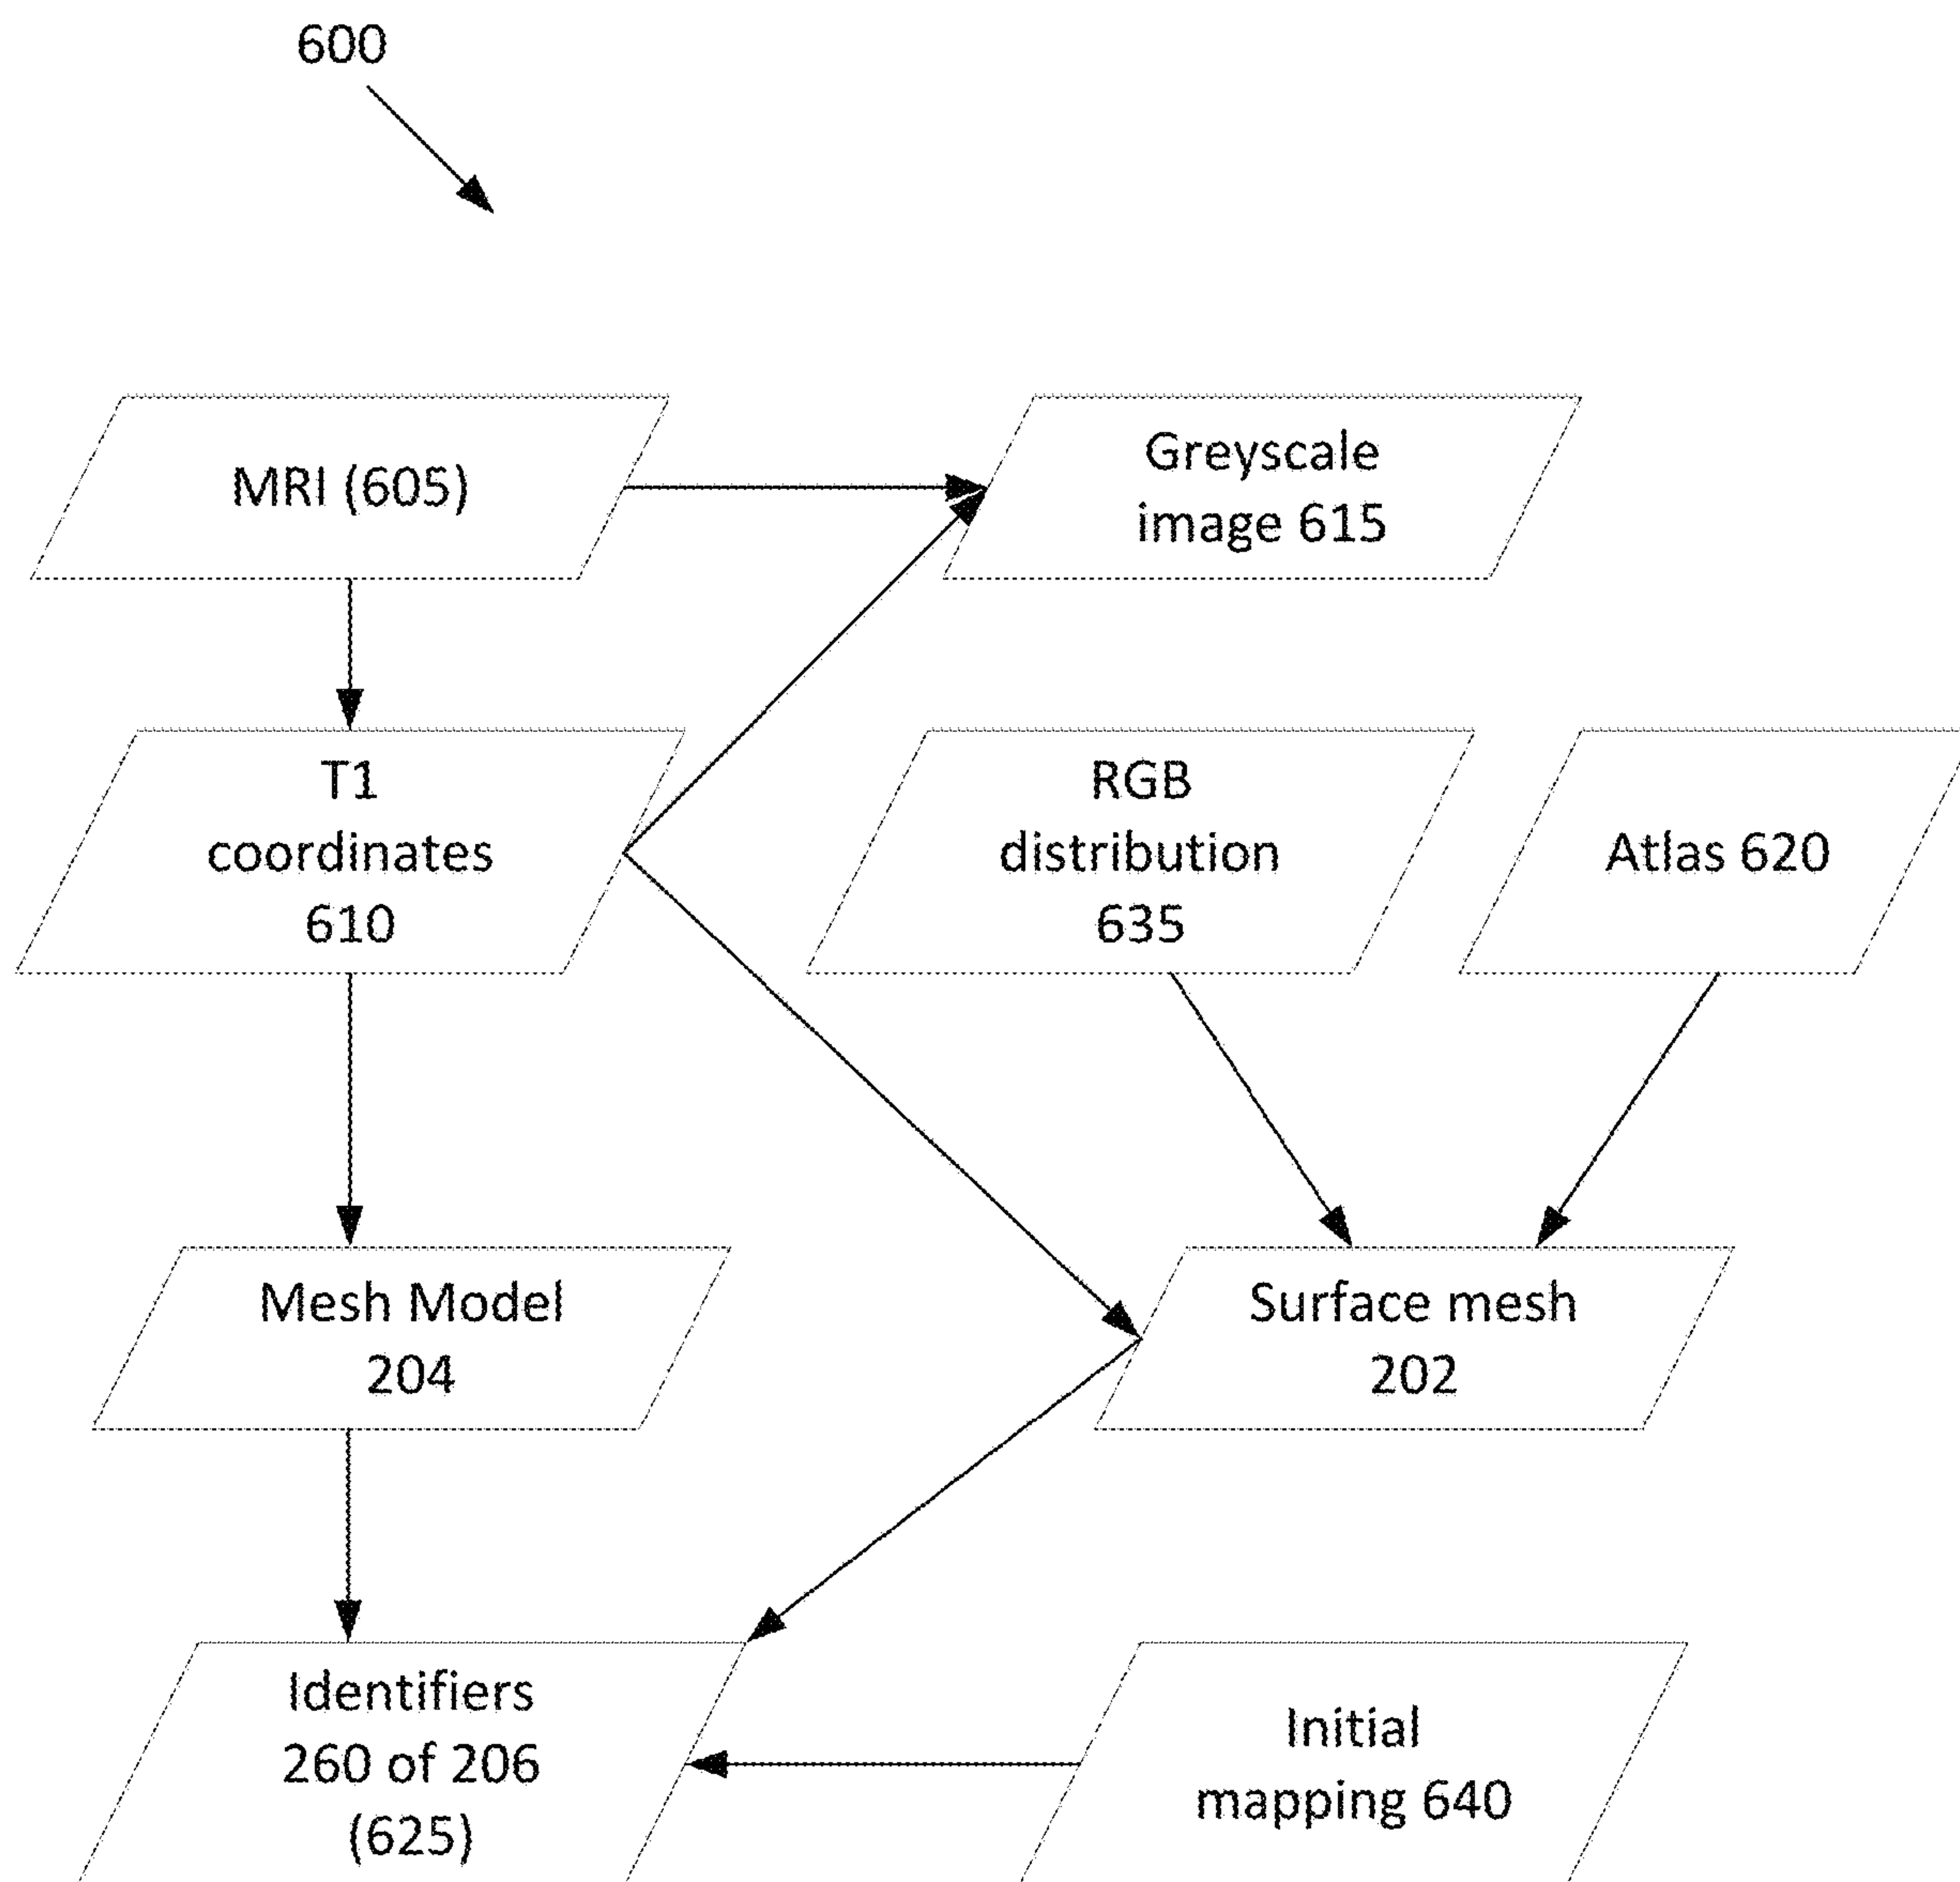 600
MRI (605)
Greyscale
image 615
T1
coordinates
610
RGB
distribution
635
Atlas 620
Mesh Model
204
Surface mesh
202
Identifiers
260 of 206
(625)
Initial
mapping 640